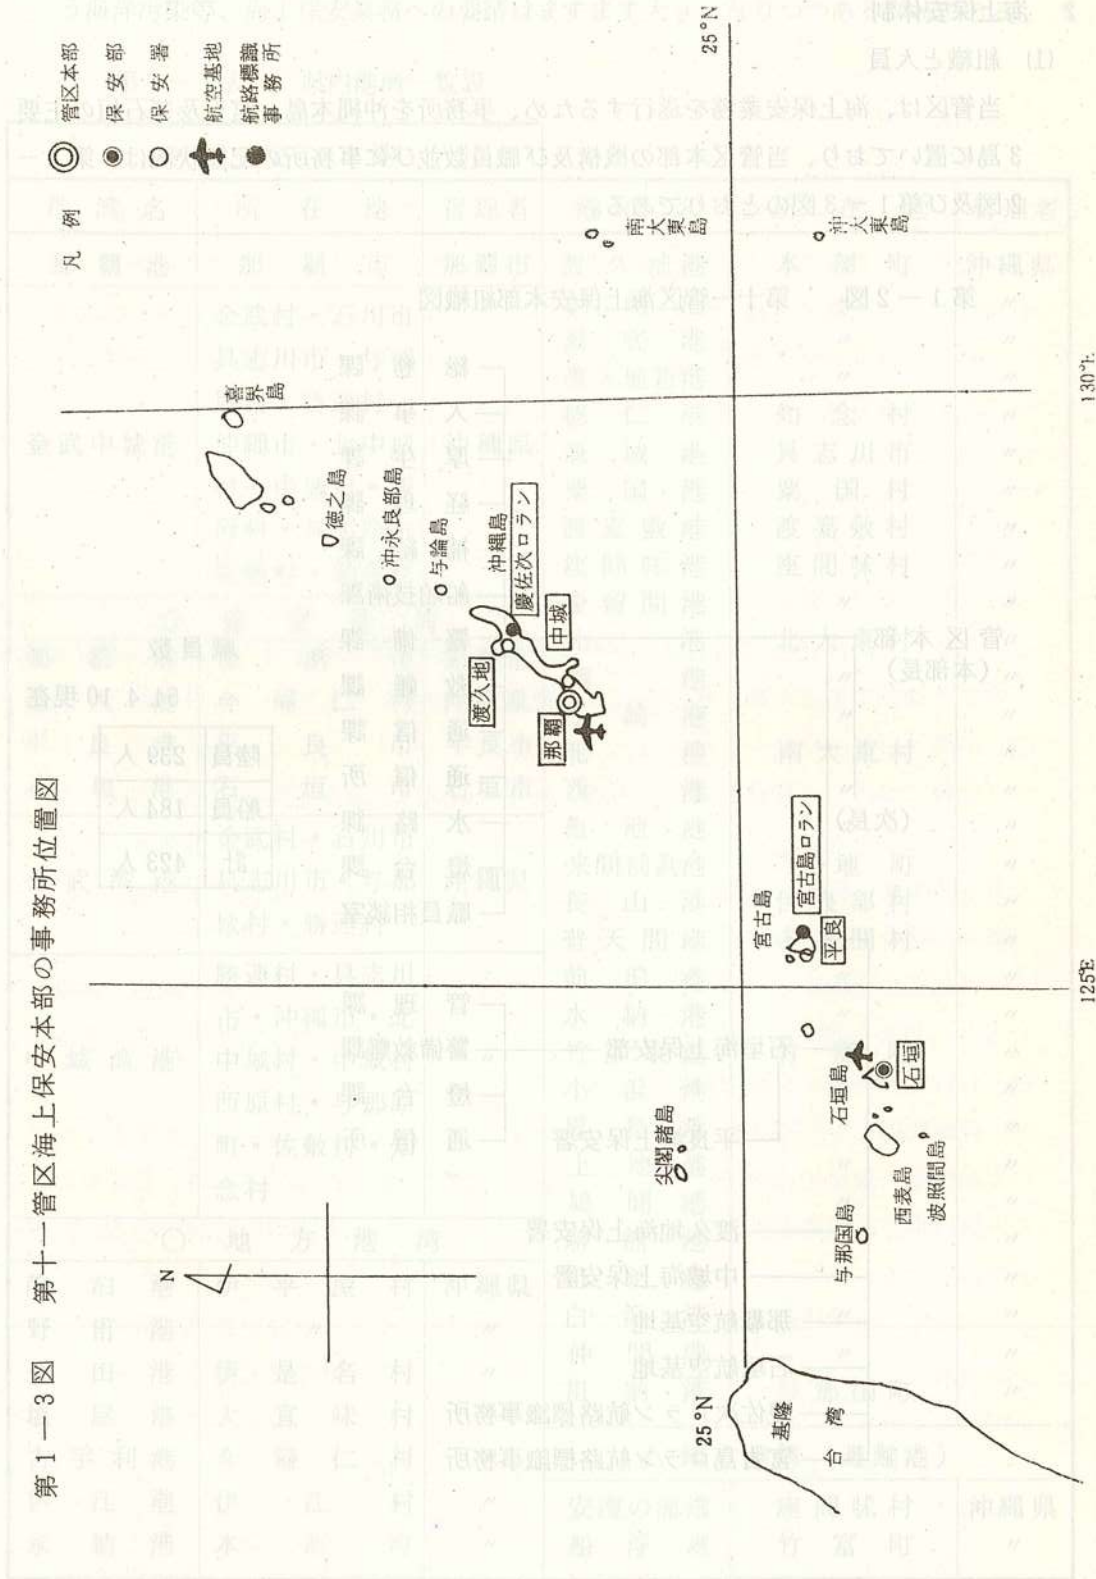 第1－3図　第十一管区海上保安本部の事務所位置図
凡　例
管区本部
保安部
保安署
航空基地
航路標識事務所
25°N
130°E
125°E
25°N
N
喜界島
徳之島
沖永良部島
与論島
沖縄島
慶佐次ロラン
中城
渡久地
那覇
南大東島
沖大東島
宮古島
宮古島ロラン
平良
石垣島
石垣
尖閣諸島
西表島
波照間島
与那国島
基隆
台湾